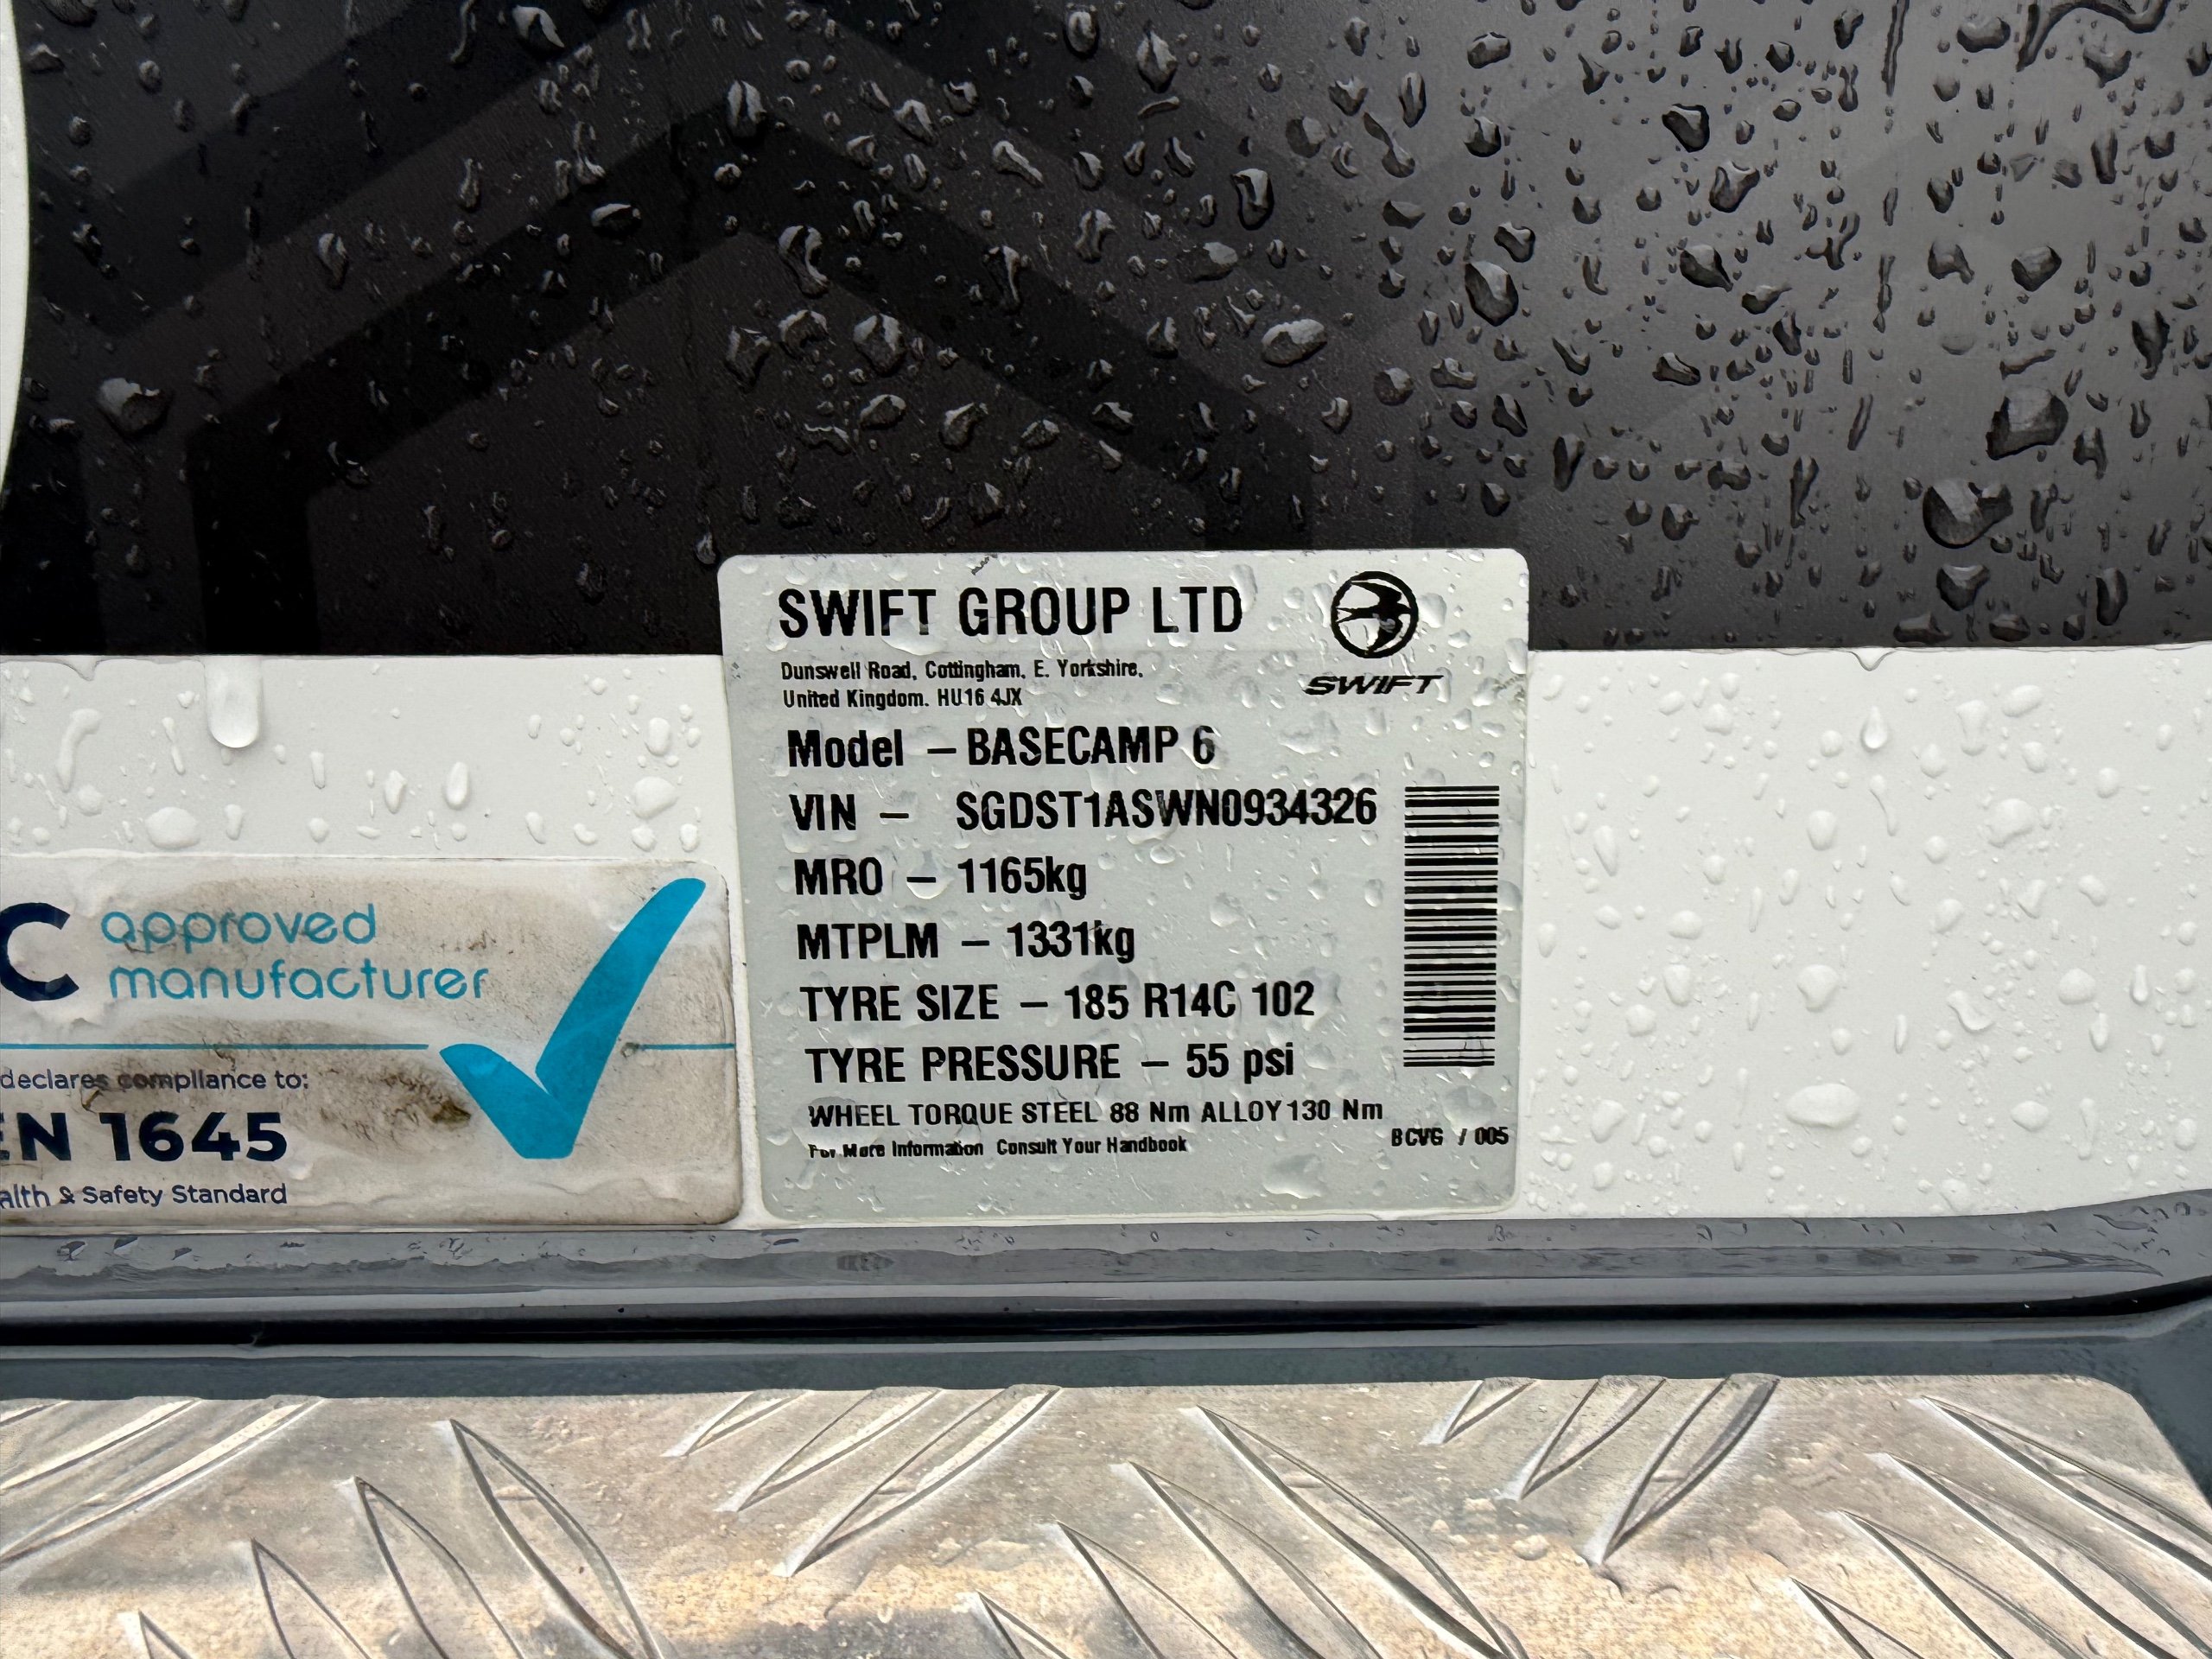 SWIFT GROUP LTD
SWIFT
Dunswell Road, Cottingham, E. Yorkshire,
United Kingdom. HU16 4JX
Model – BASECAMP 6
VIN – SGDST1ASWN0934326
MRO – 1165kg
MTPLM – 1331kg
TYRE SIZE – 185 R14C 102
TYRE PRESSURE – 55 psi
WHEEL TORQUE STEEL 88 Nm ALLOY 130 Nm
For More Information Consult Your Handbook
BCVG / 005
C approved
manufacturer
declares compliance to:
EN 1645
alth & Safety Standard